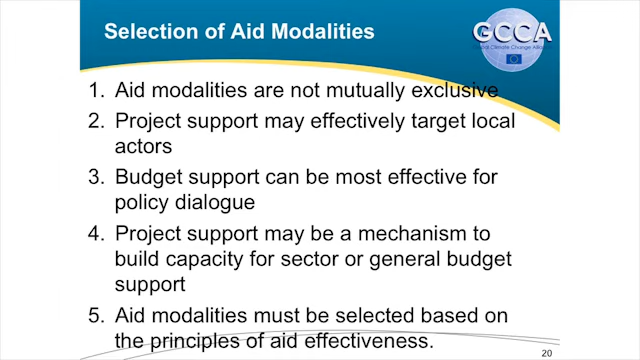 Selection of Aid Modalities
GCCA
Global Climate Change Alliance
1. Aid modalities are not mutually exclusive
2. Project support may effectively target local
actors
3. Budget support can be most effective for
policy dialogue
4. Project support may be a mechanism to
build capacity for sector or general budget
support
5. Aid modalities must be selected based on
the principles of aid effectiveness.
20